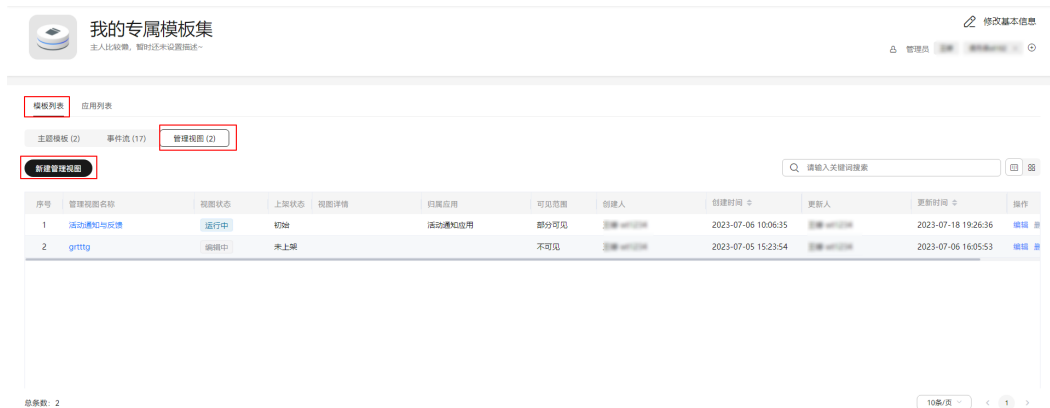 我的专属模板集
主人比较懒，暂时还未设置描述~
修改基本信息
管理员
模板列表 应用列表
主题模板 (2) 事件流 (17) 管理视图 (2)
新建管理视图 请输入关键词搜索
序号 管理视图名称 视图状态 上架状态 视图详情 归属应用 可见范围 创建人 创建时间 更新人 更新时间 操作
1 活动通知与反馈 运行中 初始 活动通知应用 部分可见 2023-07-06 10:06:35 2023-07-18 19:26:36 编辑
2 grtttg 编辑中 未上架 不可见 2023-07-05 15:23:54 2023-07-06 16:05:53 编辑
总条数: 2 10条/页 1